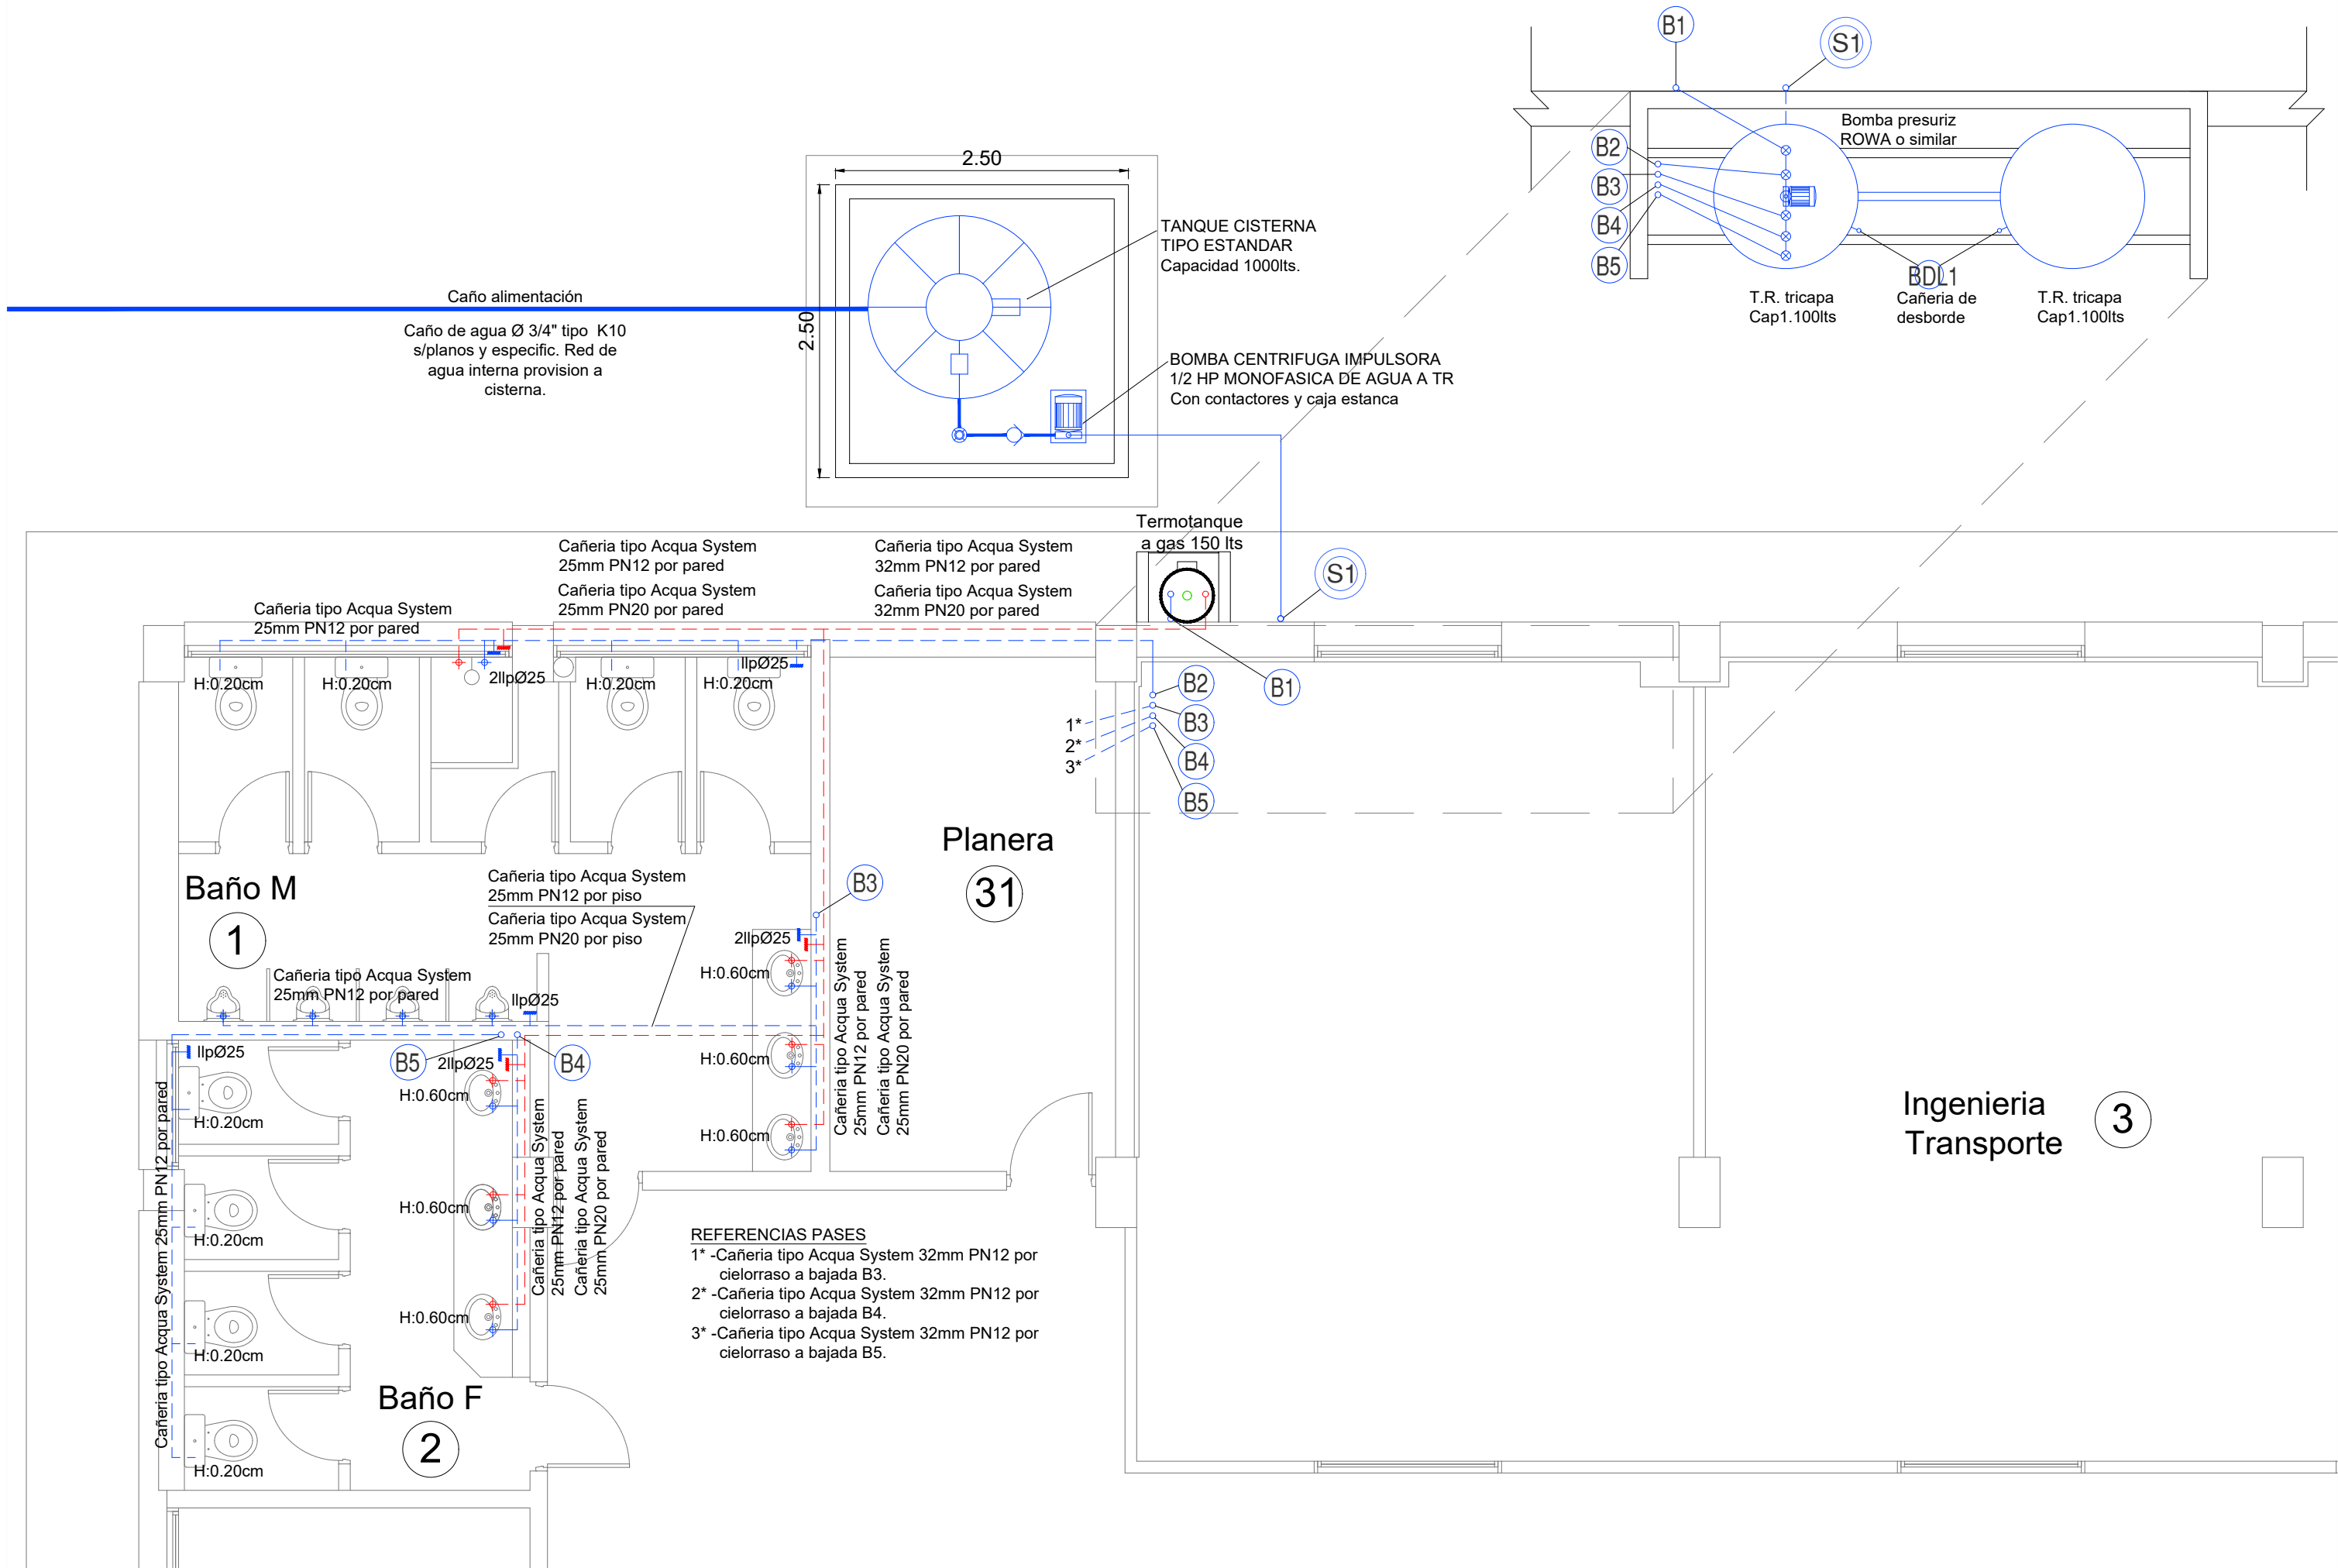 B1
S1
Bomba presuriz
ROWA o similar
B2
B3
B4
B5
BDL1
T.R. tricapa
Cap1.100lts
Cañeria de
desborde
T.R. tricapa
Cap1.100lts
2.50
2.50
TANQUE CISTERNA
TIPO ESTANDAR
Capacidad 1000lts.
Caño alimentación
Caño de agua Ø 3/4" tipo K10
s/planos y especific. Red de
agua interna provision a
cisterna.
BOMBA CENTRIFUGA IMPULSORA
1/2 HP MONOFASICA DE AGUA A TR
Con contactores y caja estanca
Termotanque
a gas 150 lts
S1
Cañeria tipo Acqua System
25mm PN12 por pared
Cañeria tipo Acqua System
25mm PN20 por pared
Cañeria tipo Acqua System
32mm PN12 por pared
Cañeria tipo Acqua System
32mm PN20 por pared
Cañeria tipo Acqua System
25mm PN12 por pared
H:0.20cm
H:0.20cm
2llpØ25
H:0.20cm
llpØ25
H:0.20cm
B1
B2
B3
B4
B5
1*
2*
3*
Planera
31
Baño M
1
Cañeria tipo Acqua System
25mm PN12 por piso
Cañeria tipo Acqua System
25mm PN20 por piso
B3
2llpØ25
H:0.60cm
H:0.60cm
H:0.60cm
Cañeria tipo Acqua System
25mm PN12 por pared
Cañeria tipo Acqua System
25mm PN20 por pared
Cañeria tipo Acqua System
25mm PN12 por pared
llpØ25
llpØ25
B5
2llpØ25
B4
H:0.60cm
H:0.60cm
H:0.60cm
H:0.20cm
H:0.20cm
H:0.20cm
H:0.20cm
Cañeria tipo Acqua System 25mm PN12 por pared
Cañeria tipo Acqua System
25mm PN12 por pared
Cañeria tipo Acqua System
25mm PN20 por pared
Baño F
2
Ingenieria
Transporte
3
REFERENCIAS PASES
1* -Cañeria tipo Acqua System 32mm PN12 por
cielorraso a bajada B3.
2* -Cañeria tipo Acqua System 32mm PN12 por
cielorraso a bajada B4.
3* -Cañeria tipo Acqua System 32mm PN12 por
cielorraso a bajada B5.